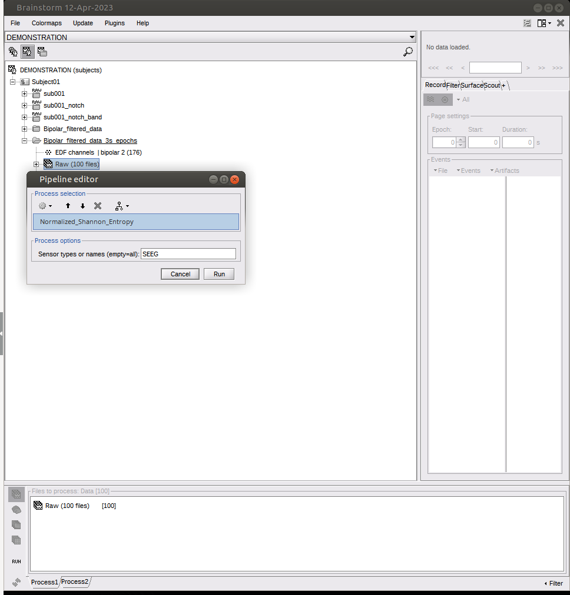 Brainstorm 12-Apr-2023
File Colormaps Update Plugins Help
DEMONSTRATION
No data loaded.
<<< << < > >> >>>
DEMONSTRATION (subjects)
Subject01
sub001
sub001_notch
sub001_notch_band
Bipolar_filtered_data
Bipolar_filtered_data_3s_epochs
EDF channels | bipolar 2 (176)
Raw (100 files)
Record Filter Surface Scout +
All
Page settings
Epoch: Start: Duration:
0 0 0 s
Events
File Events Artifacts
Pipeline editor
Process selection
Normalized_Shannon_Entropy
Process options
Sensor types or names (empty=all): SEEG
Cancel Run
Files to process: Data [100]
Raw (100 files) [100]
RUN
Process1 Process2
Filter